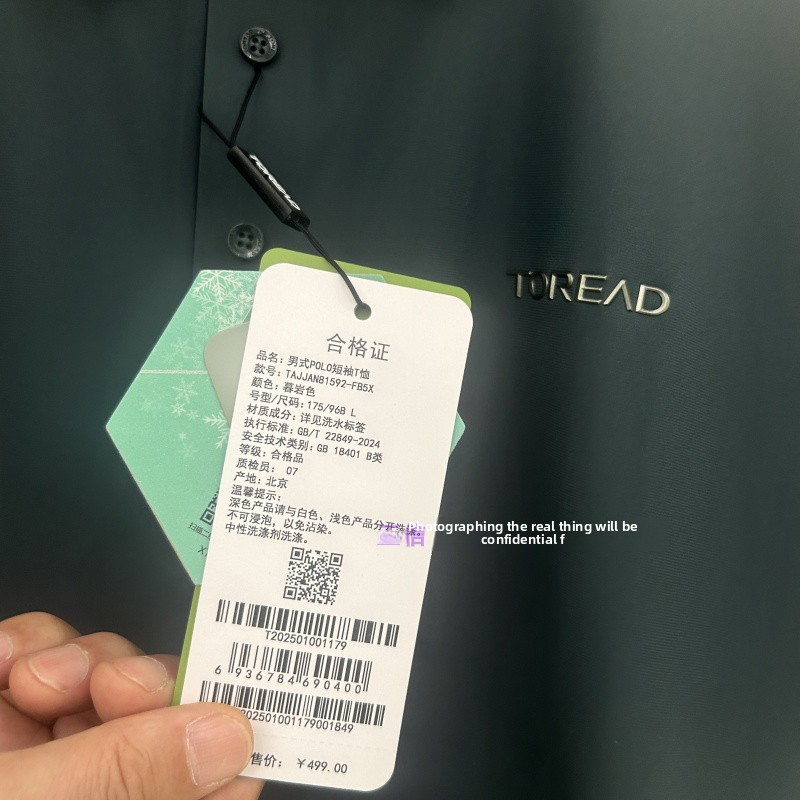 TOREAD
TOREAD
合格证
品名: 男式POLO短袖T恤
款号: TAJJAN81592-FB5X
颜色: 暮岩色
号型/尺码: 175/96B L
材质成分: 详见洗水标签
执行标准: GB/T 22849-2024
安全技术类别: GB 18401 B类
等级: 合格品
质检员: 07
产地: 北京
温馨提示:
深色产品请与白色、浅色产品分开洗涤。
不可浸泡, 以免沾染。
中性洗涤剂洗涤。
Photographing the real thing will be
confidential f
T202501001179
6 936784 690400
202501001179001849
售价: ¥499.00
扫描二